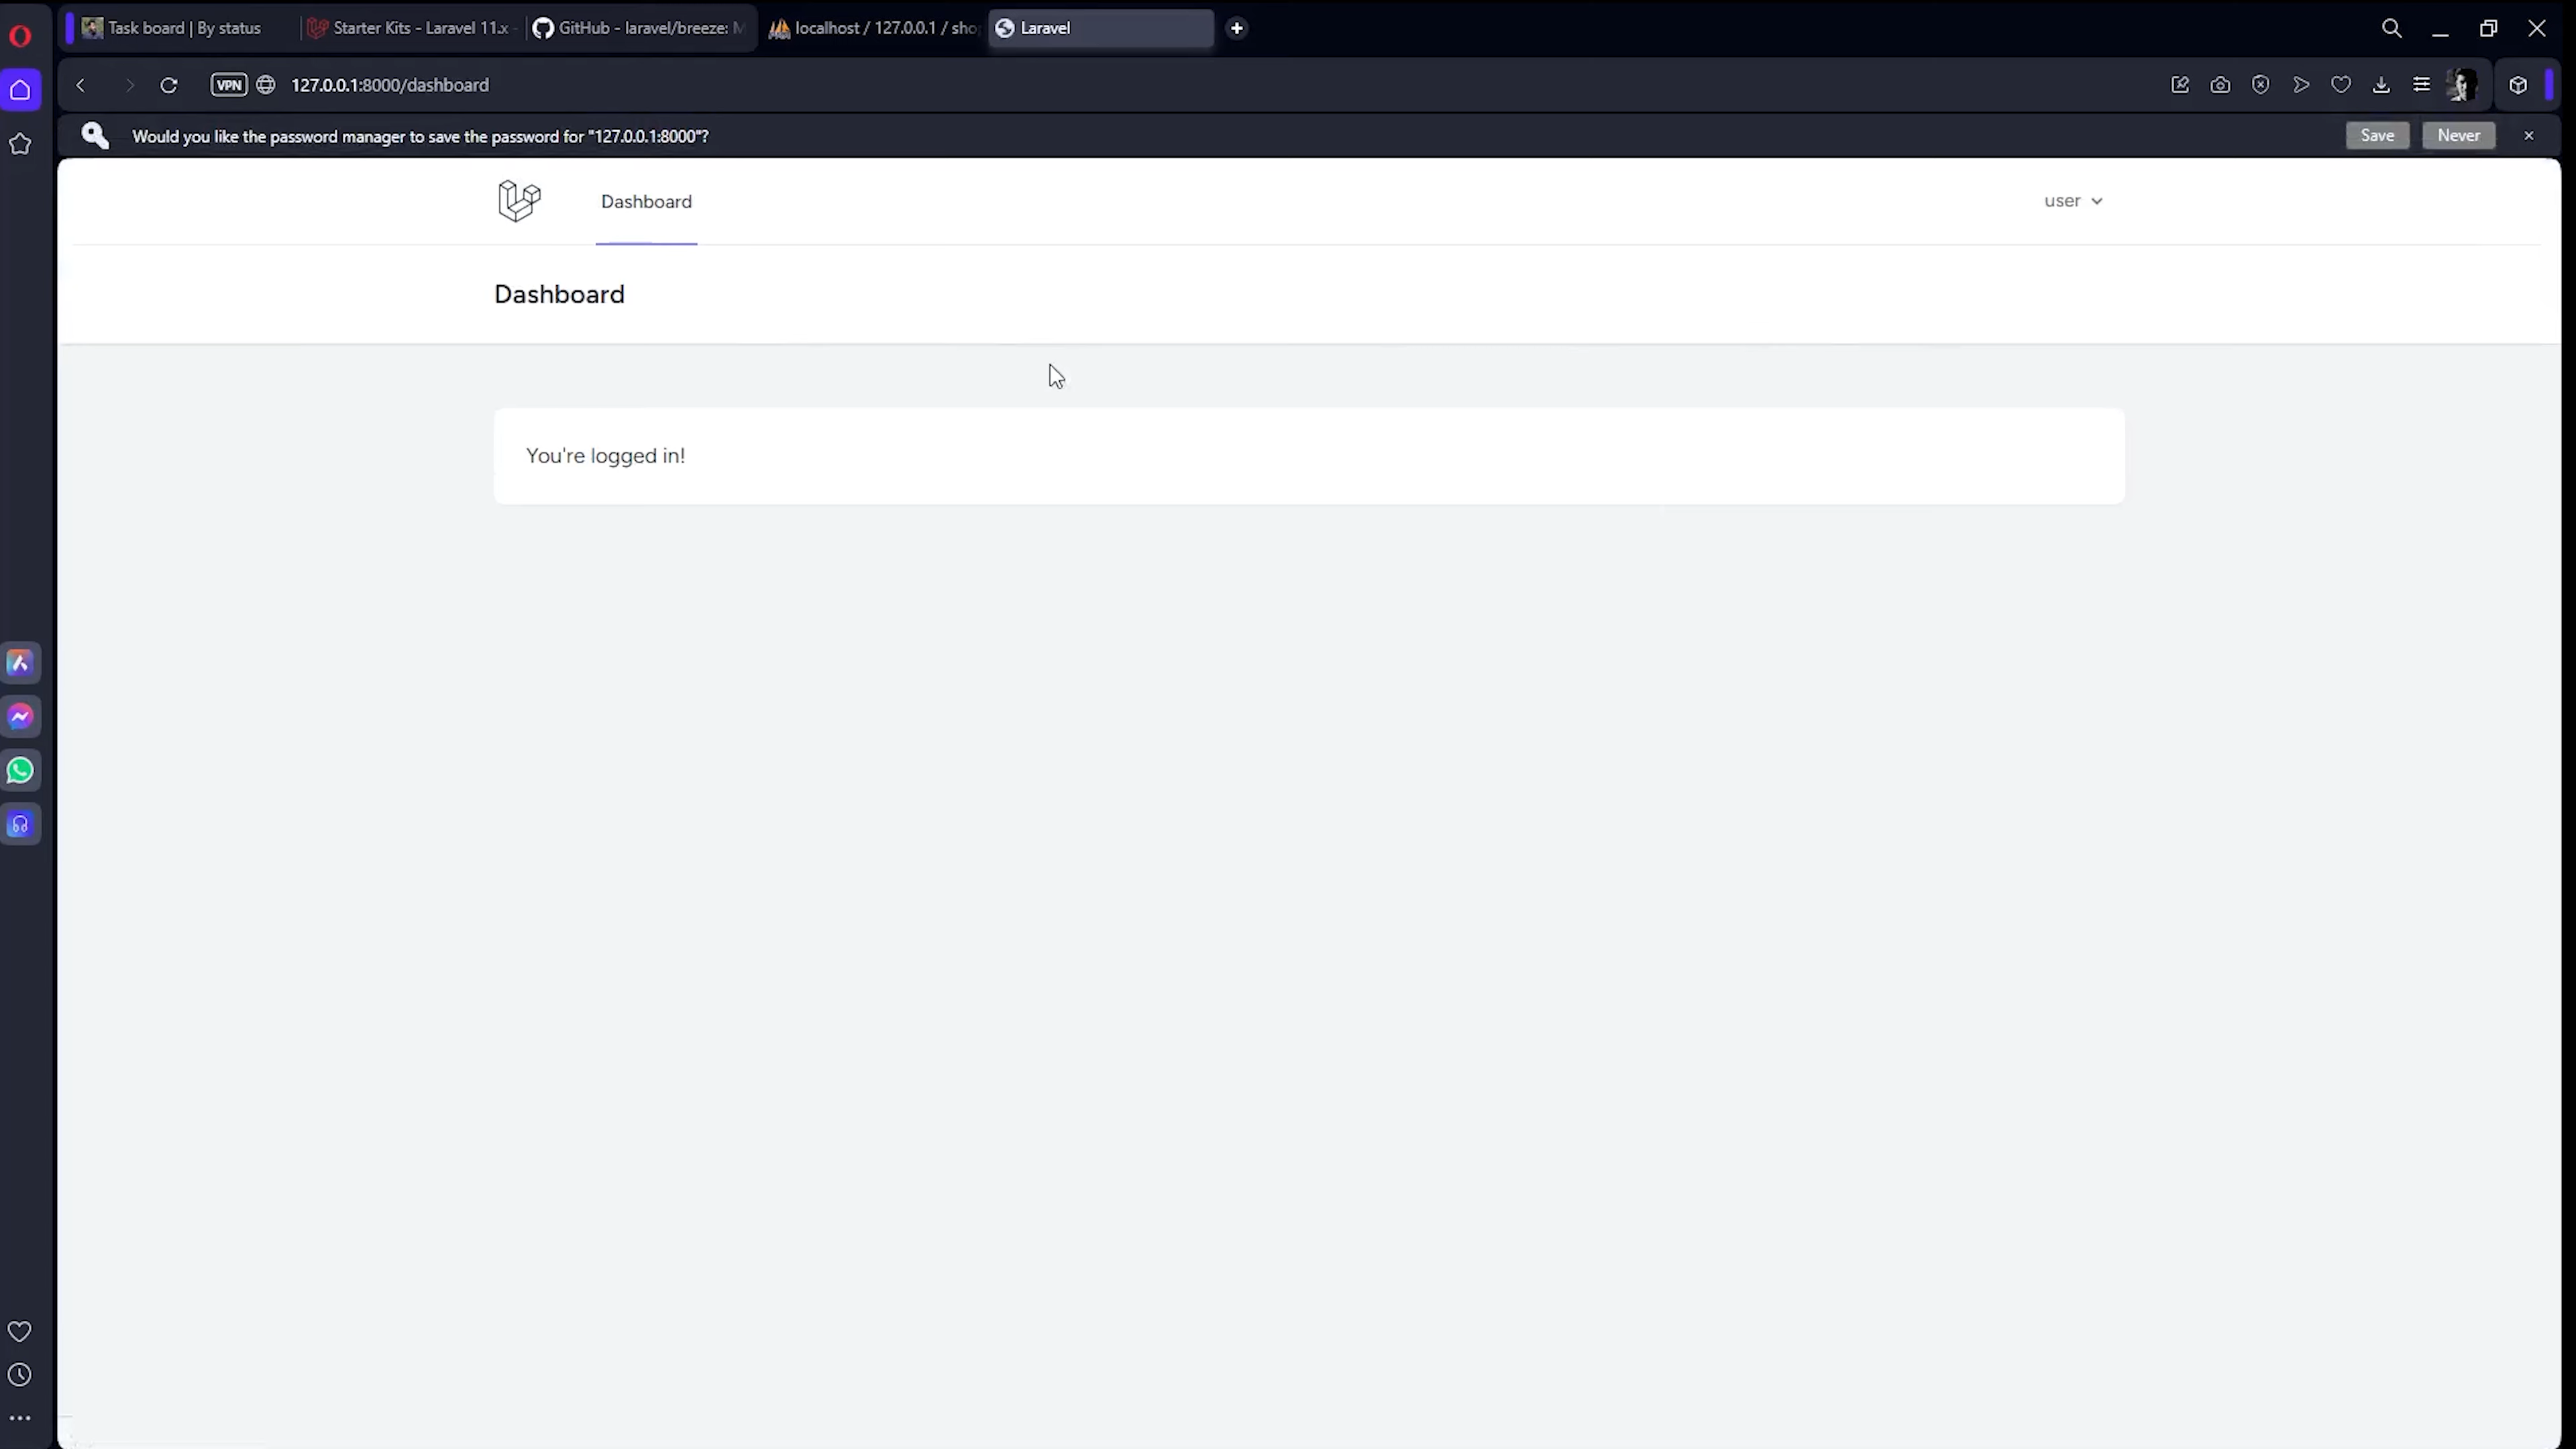 Task board | By status
Starter Kits - Laravel 11.x -
GitHub - laravel/breeze: M
localhost / 127.0.0.1 / sho
Laravel
VPN
127.0.0.1:8000/dashboard
Would you like the password manager to save the password for "127.0.0.1:8000"?
Save
Never
Dashboard
user
Dashboard
You're logged in!